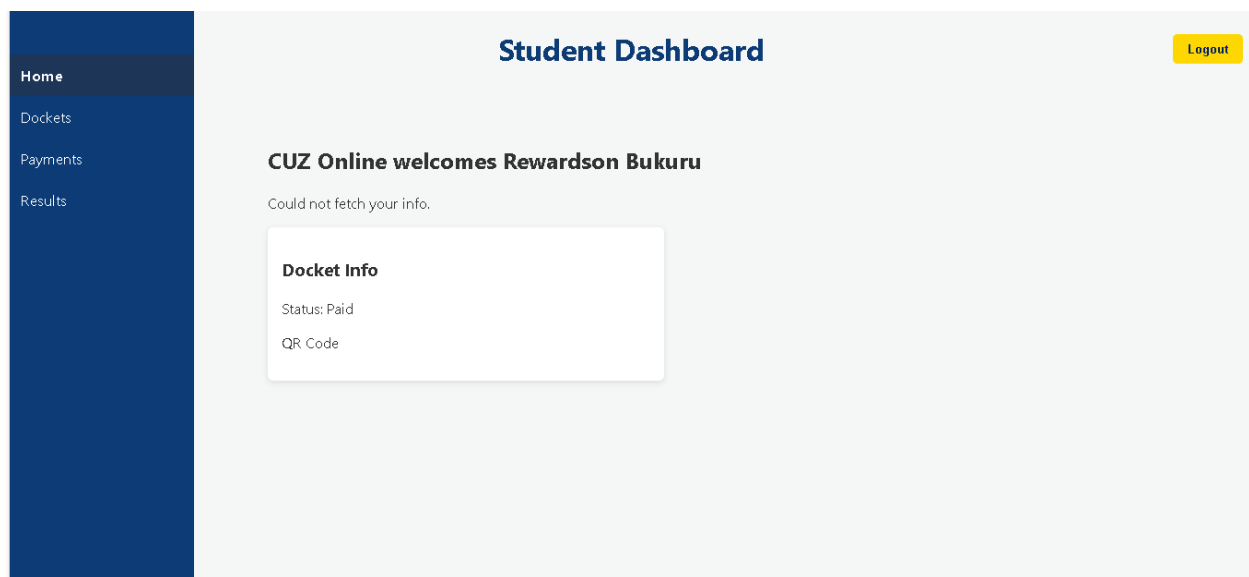 Student Dashboard
Logout
Home
Dockets
Payments
Results
CUZ Online welcomes Rewardson Bukuru
Could not fetch your info.
Docket Info
Status: Paid
QR Code